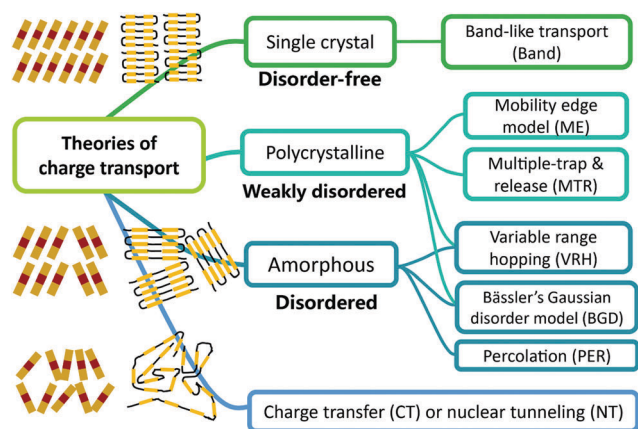 Theories of
charge transport
Single crystal
Disorder-free
Band-like transport
(Band)
Polycrystalline
Weakly disordered
Mobility edge
model (ME)
Multiple-trap &
release (MTR)
Amorphous
Disordered
Variable range
hopping (VRH)
Bässler's Gaussian
disorder model (BGD)
Percolation (PER)
Charge transfer (CT) or nuclear tunneling (NT)